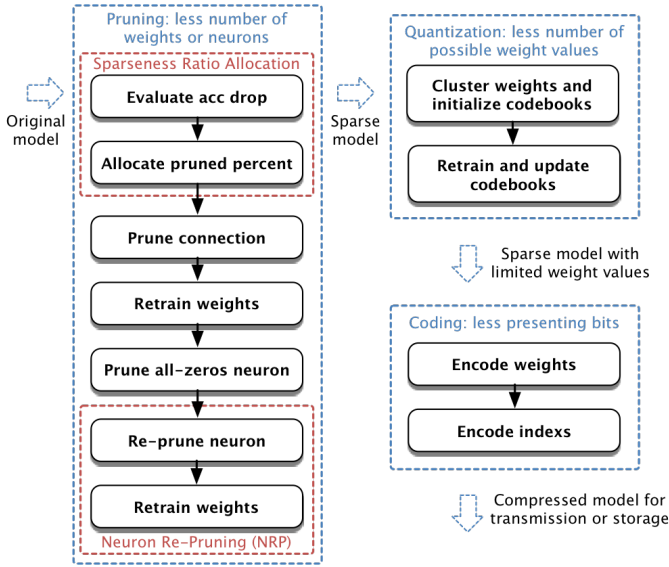 Pruning: less number of
weights or neurons
Sparseness Ratio Allocation
Evaluate acc drop
Allocate pruned percent
Original
model
Prune connection
Retrain weights
Prune all-zeros neuron
Re-prune neuron
Retrain weights
Neuron Re-Pruning (NRP)
Sparse
model
Quantization: less number of
possible weight values
Cluster weights and
initialize codebooks
Retrain and update
codebooks
Sparse model with
limited weight values
Coding: less presenting bits
Encode weights
Encode indexs
Compressed model for
transmission or storage